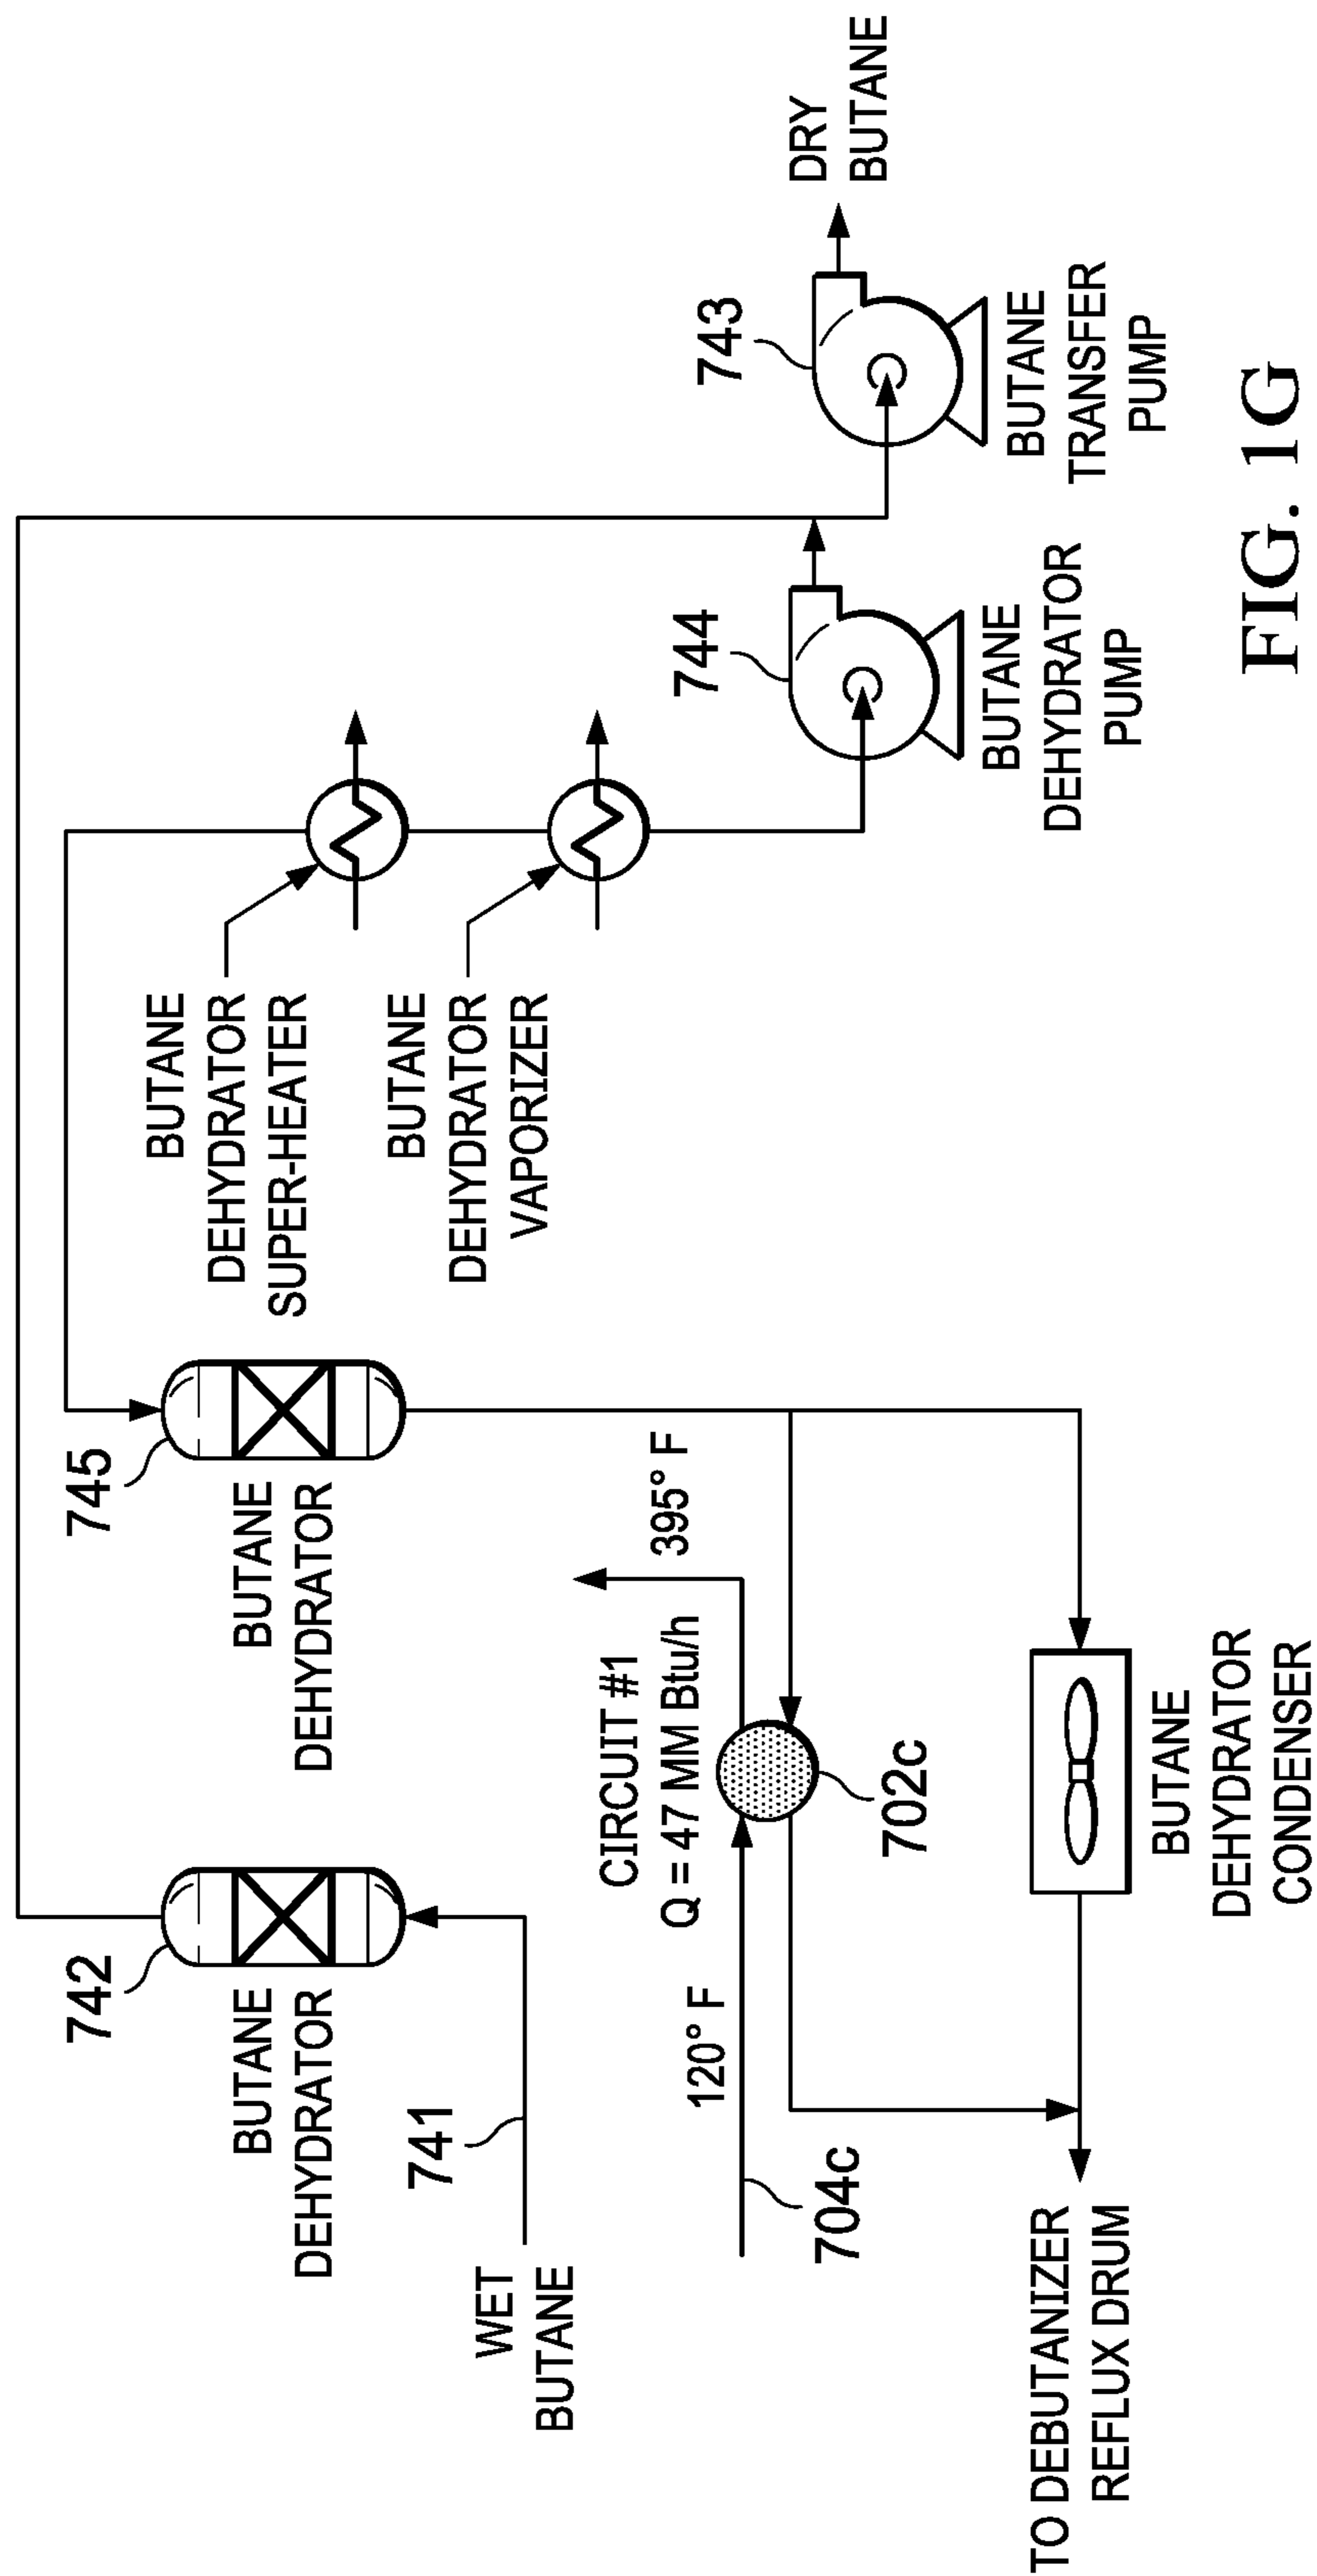 742
BUTANE
DEHYDRATOR
745
BUTANE
DEHYDRATOR
BUTANE
DEHYDRATOR
SUPER-HEATER
BUTANE
DEHYDRATOR
VAPORIZER
741
WET
BUTANE
CIRCUIT #1
Q = 47 MM Btu/h
395° F
120° F
704c
702c
744
BUTANE
DEHYDRATOR
PUMP
743
BUTANE
TRANSFER
PUMP
DRY
BUTANE
TO DEBUTANIZER
REFLUX DRUM
BUTANE
DEHYDRATOR
CONDENSER
FIG. 1G